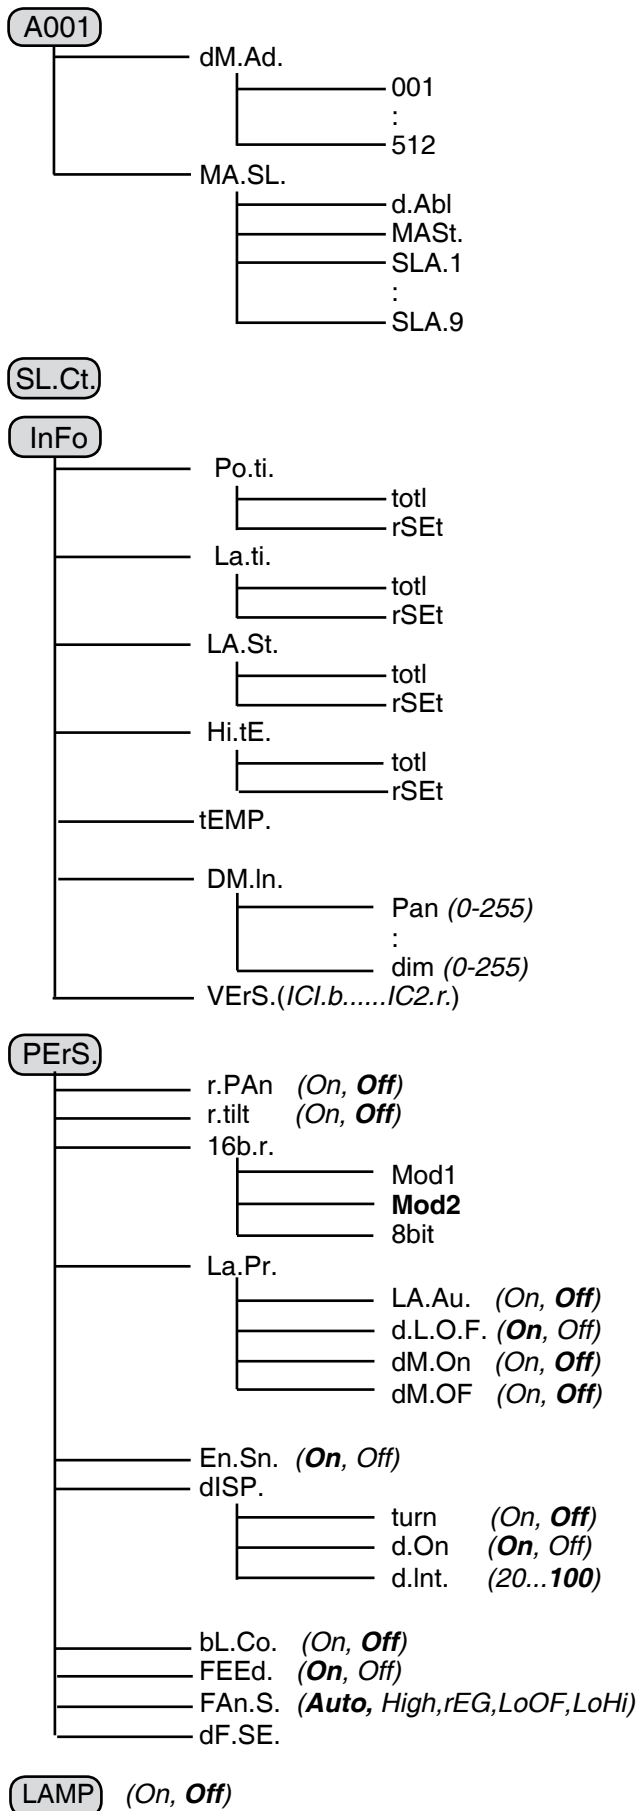 A001
dM.Ad.
001
:
512
MA.SL.
d.Abl
MASt.
SLA.1
:
SLA.9
SL.Ct.
InFo
Po.ti.
totl
rSEt
La.ti.
totl
rSEt
LA.St.
totl
rSEt
Hi.tE.
totl
rSEt
tEMP.
DM.In.
Pan (0-255)
:
dim (0-255)
VErS.(ICI.b......IC2.r.)
PErS.
r.PAn (On, Off)
r.tilt (On, Off)
16b.r.
Mod1
Mod2
8bit
La.Pr.
LA.Au. (On, Off)
d.L.O.F. (On, Off)
dM.On (On, Off)
dM.OF (On, Off)
En.Sn. (On, Off)
dISP.
turn (On, Off)
d.On (On, Off)
d.Int. (20...100)
bL.Co. (On, Off)
FEEd. (On, Off)
FAn.S. (Auto, High,rEG,LoOF,LoHi)
dF.SE.
LAMP (On, Off)